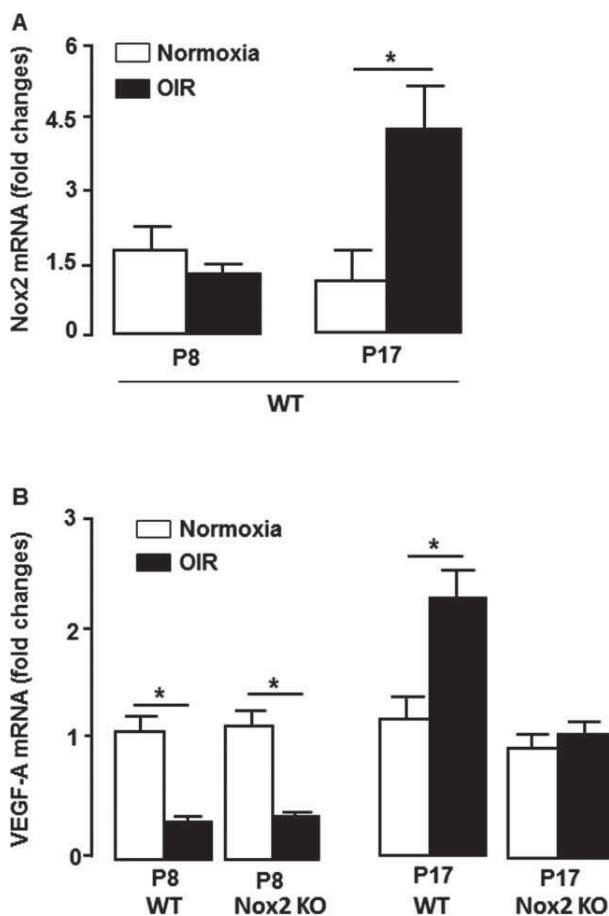 A
Nox2 mRNA (fold changes)
6
4.5
3
1.5
0
Normoxia
OIR
*
P8
P17
WT
B
VEGF-A mRNA (fold changes)
3
2
1
0
Normoxia
OIR
*
*
*
P8
WT
P8
Nox2 KO
P17
WT
P17
Nox2 KO